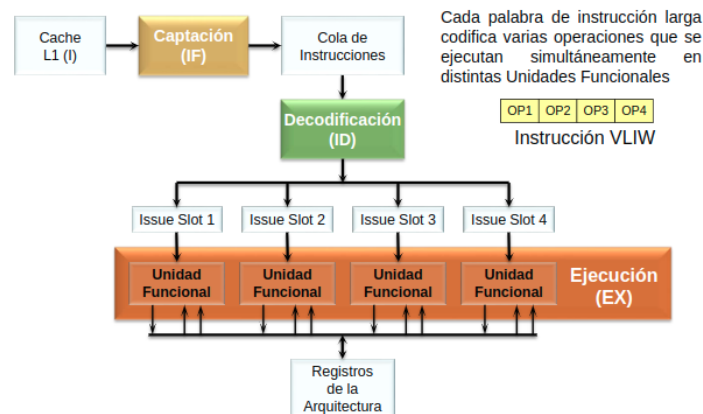 Cache
L1 (I)
Captación
(IF)
Cola de
Instrucciones
Cada palabra de instrucción larga
codifica varias operaciones que se
ejecutan simultáneamente en
distintas Unidades Funcionales
OP1 OP2 OP3 OP4
Instrucción VLIW
Decodificación
(ID)
Issue Slot 1
Issue Slot 2
Issue Slot 3
Issue Slot 4
Unidad
Funcional
Unidad
Funcional
Unidad
Funcional
Unidad
Funcional
Ejecución
(EX)
Registros
de la
Arquitectura